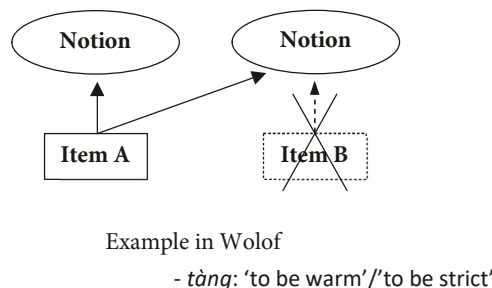 Notion Notion
Item A Item B
Example in Wolof
- tàng: ‘to be warm’/‘to be strict’